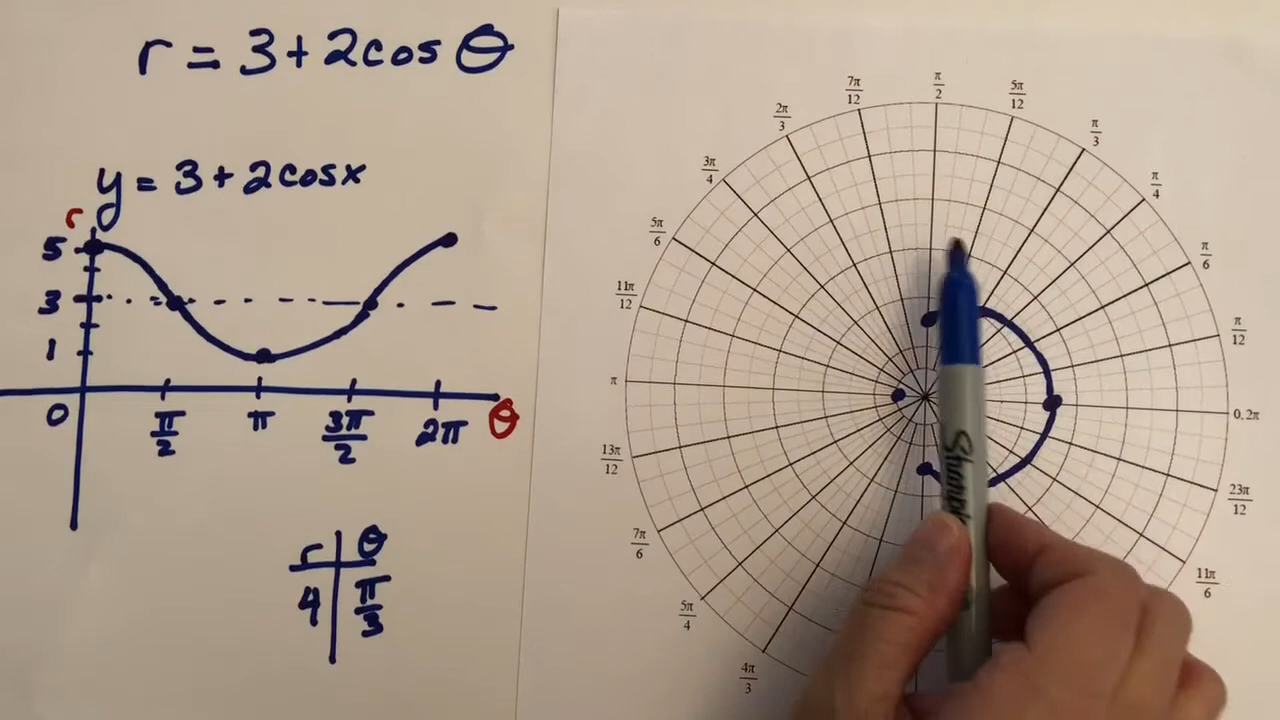 r = 3 + 2cos θ
y = 3 + 2cosx
r
5
3
1
0
π/2
π
3π/2
2π
θ
r θ
4 π/3
π/2
5π/12
π/3
π/4
π/6
π/12
0,2π
23π/12
11π/6
7π/12
2π/3
3π/4
5π/6
11π/12
π
13π/12
7π/6
5π/4
4π/3